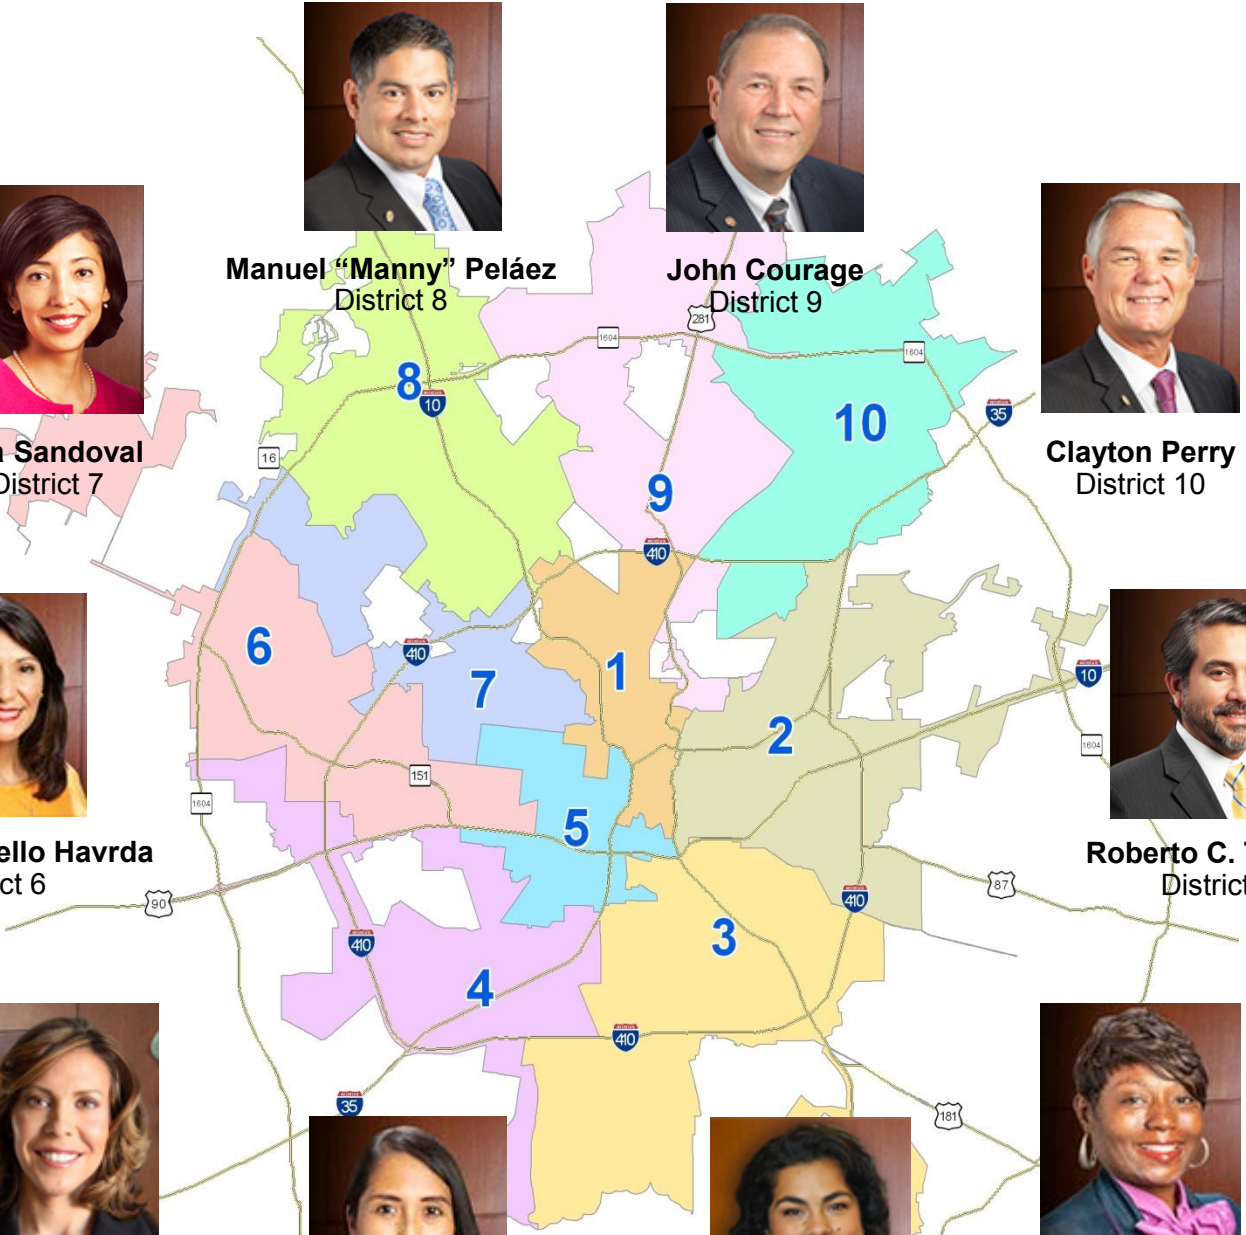 Manuel “Manny” Peláez
District 8
John Courage
District 9
281
1604
1604
8
10
10
35
Sandoval
District 7
Clayton Perry
District 10
16
9
410
6
410
1
7
2
10
1604
151
1604
5
ello Havrda
ct 6
Roberto C.
District
90
87
410
410
3
4
410
35
181